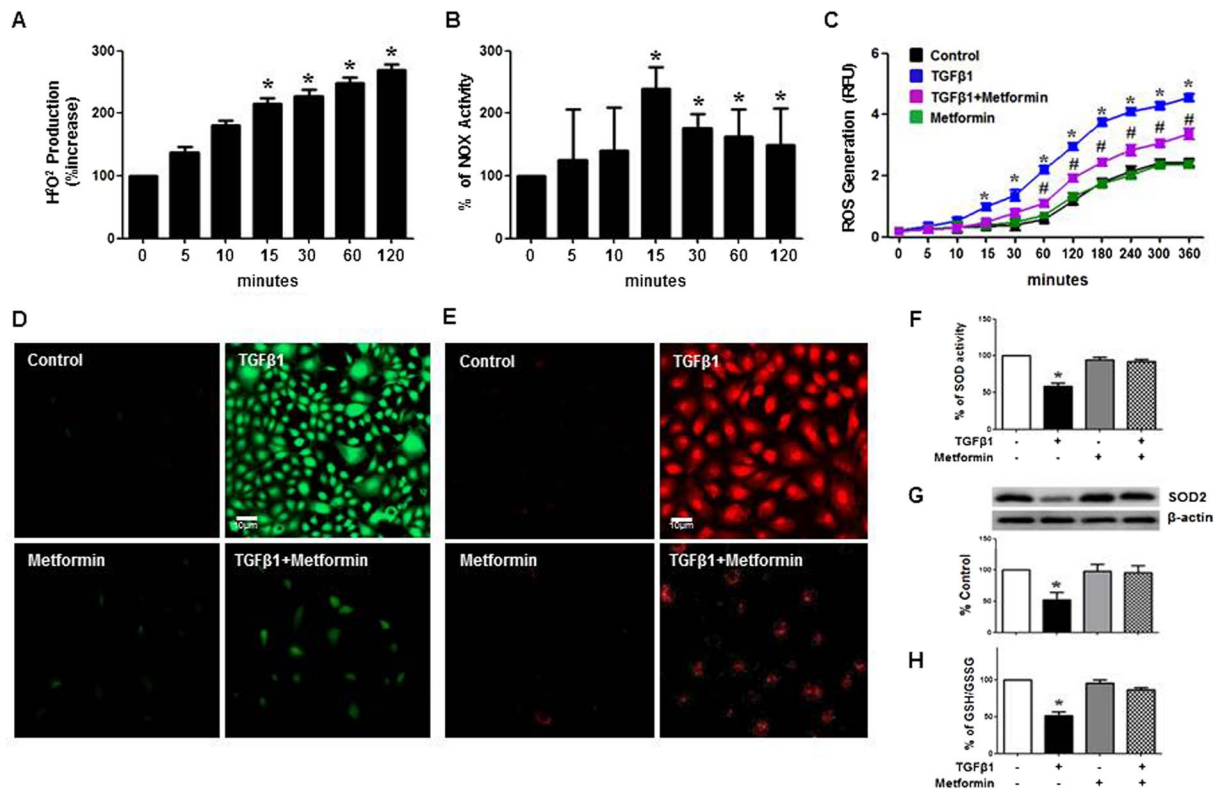 A
H²O² Production
(%increase)
300
200
100
0
* * * *
0 5 10 15 30 60 120
minutes
B
% of NOX Activity
300
200
100
0
* * * *
0 5 10 15 30 60 120
minutes
C
ROS Generation (RFU)
6
4
2
0
Control
TGFβ1
TGFβ1+Metformin
Metformin
* * * * * * * *
# # # # # #
0 5 10 15 30 60 120 180 240 300 360
minutes
D
Control
TGFβ1
10μm
Metformin
TGFβ1+Metformin
E
Control
TGFβ1
10μm
Metformin
TGFβ1+Metformin
F
% of SOD activity
150
100
50
0
*
TGFβ1 - + - +
Metformin - - + +
G
SOD2
β-actin
% Control
150
100
50
0
*
H
% of GSH/GSSG
100
50
0
*
TGFβ1 - + - +
Metformin - - + +